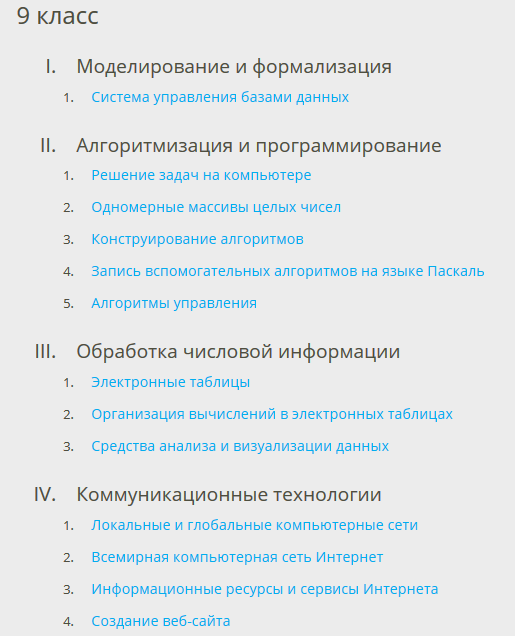 9 класс
I. Моделирование и формализация
1. Система управления базами данных
II. Алгоритмизация и программирование
1. Решение задач на компьютере
2. Одномерные массивы целых чисел
3. Конструирование алгоритмов
4. Запись вспомогательных алгоритмов на языке Паскаль
5. Алгоритмы управления
III. Обработка числовой информации
1. Электронные таблицы
2. Организация вычислений в электронных таблицах
3. Средства анализа и визуализации данных
IV. Коммуникационные технологии
1. Локальные и глобальные компьютерные сети
2. Всемирная компьютерная сеть Интернет
3. Информационные ресурсы и сервисы Интернета
4. Создание веб-сайта